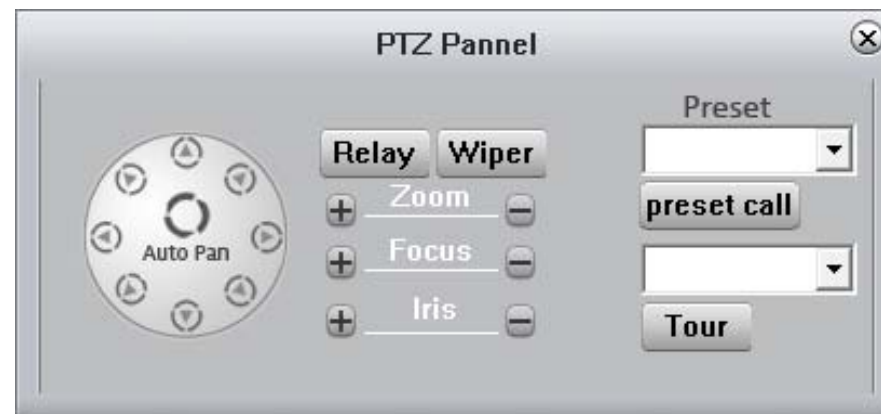 PTZ Pannel
Preset
Relay Wiper
Zoom
preset call
Auto Pan
Focus
Iris
Tour